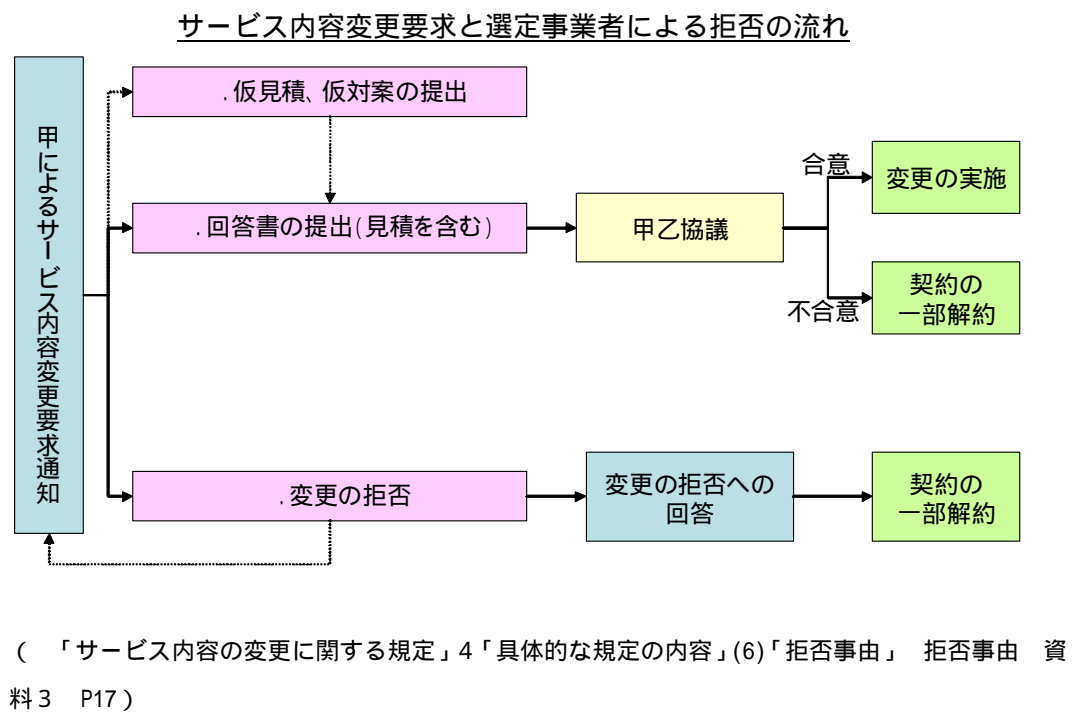 サービス内容変更要求と選定事業者による拒否の流れ
甲によるサービス内容変更要求通知
.仮見積、仮対案の提出
.回答書の提出(見積を含む)
甲乙協議
合意
変更の実施
不合意
契約の
一部解約
.変更の拒否
変更の拒否への
回答
契約の
一部解約
(　「サービス内容の変更に関する規定」4「具体的な規定の内容」(6)「拒否事由」　拒否事由　資
料3　P17)